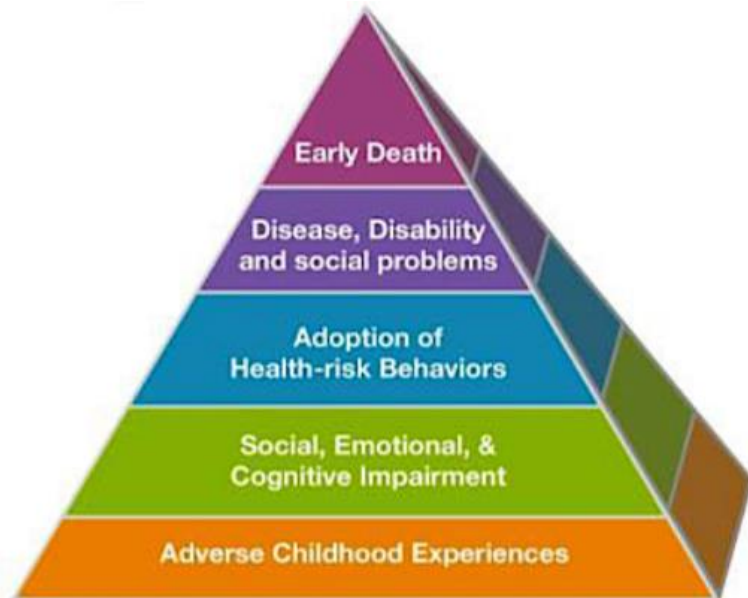 Early Death
Disease, Disability
and social problems
Adoption of
Health-risk Behaviors
Social, Emotional, &
Cognitive Impairment
Adverse Childhood Experiences